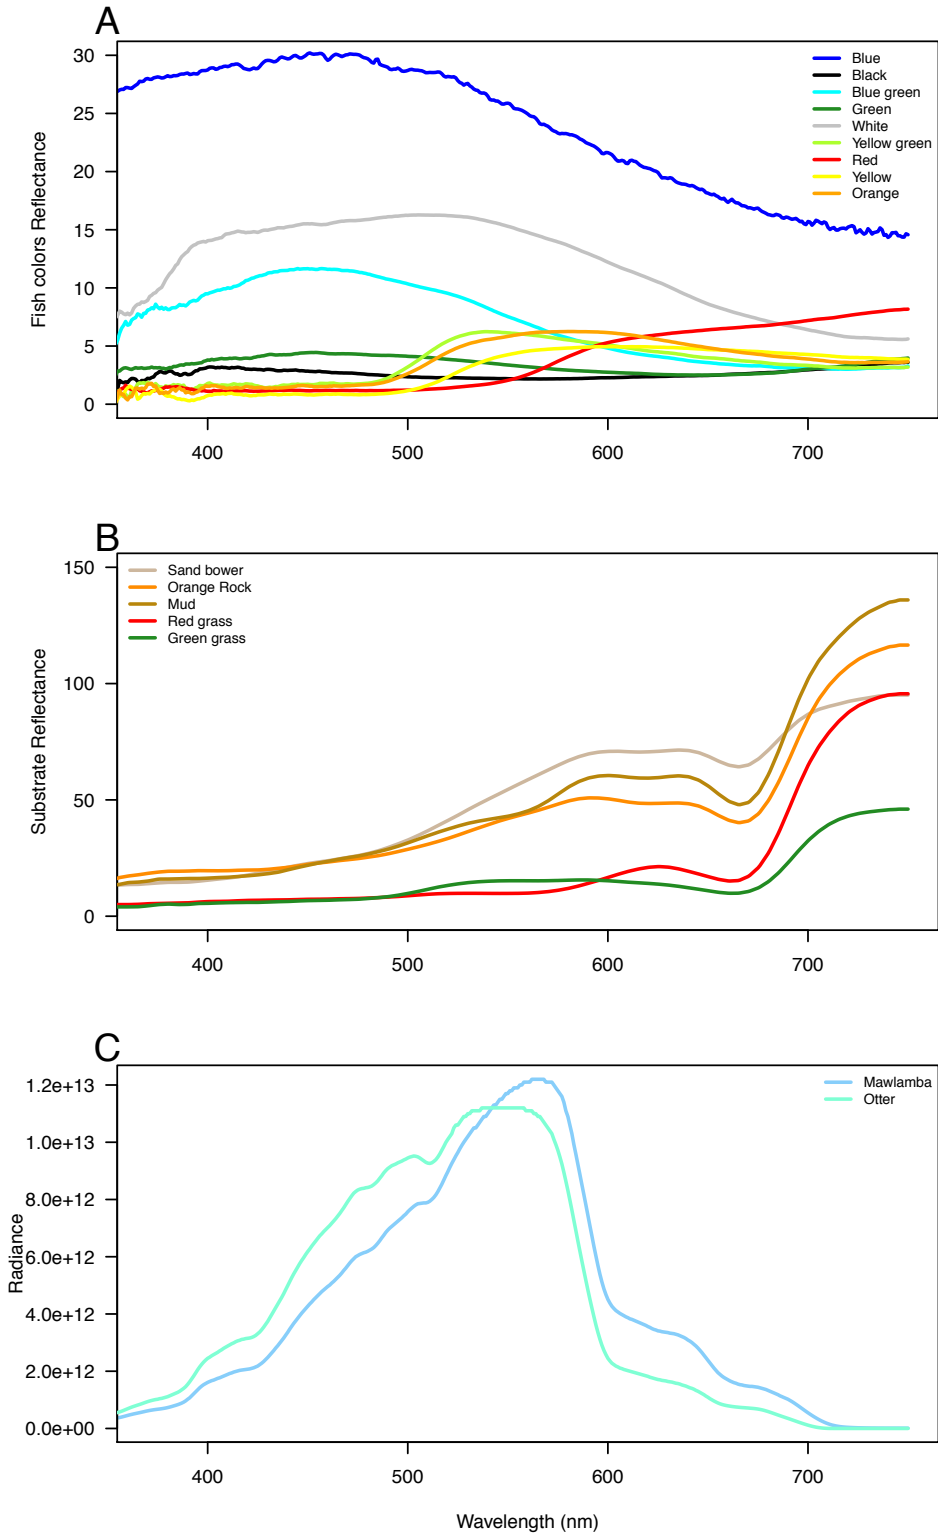 A
Fish colors Reflectance
30
25
20
15
10
5
0
Blue
Black
Blue green
Green
White
Yellow green
Red
Yellow
Orange
400
500
600
700
B
Substrate Reflectance
150
100
50
0
Sand bower
Orange Rock
Mud
Red grass
Green grass
400
500
600
700
C
Radiance
1.2e+13
1.0e+13
8.0e+12
6.0e+12
4.0e+12
2.0e+12
0.0e+00
Mawlamba
Otter
400
500
600
700
Wavelength (nm)